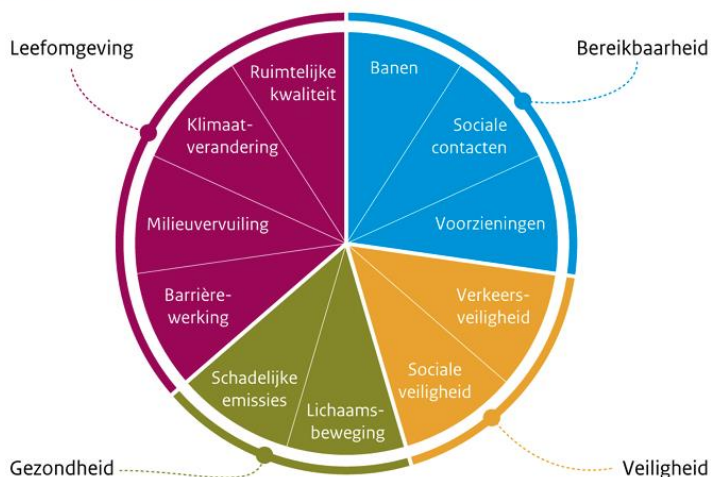 Leefomgeving
Bereikbaarheid
Ruimtelijke
kwaliteit
Banen
Klimaat-
verandering
Sociale
contacten
Milieuvervuiling
Voorzieningen
Barrière-
werking
Verkeers-
veiligheid
Schadelijke
emissies
Lichaams-
beweging
Sociale
veiligheid
Gezondheid
Veiligheid